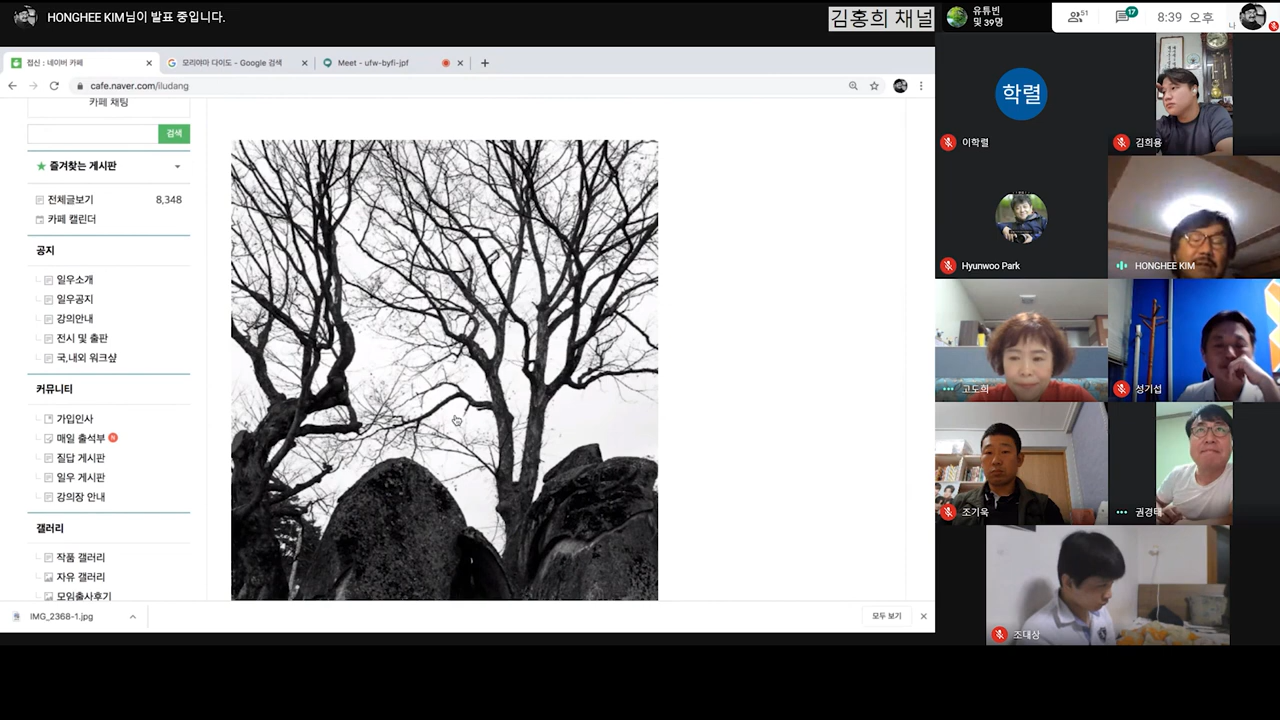 HONGHEE KIM님이 발표 중입니다.
김홍희 채널
유튜빈
및 39명
51
17
8:39 오후
나
점신 : 네이버 카페
모리야마 다이도 - Google 검색
Meet - ufw-byfi-jpf
cafe.naver.com/iludang
카페 채팅
검색
즐겨찾는 게시판
전체글보기 8,348
카페 캘린더
공지
일우소개
일우공지
강의안내
전시 및 출판
국,내외 워크샾
커뮤니티
가입인사
매일 출석부 N
질답 게시판
일우 게시판
강의장 안내
갤러리
작품 갤러리
자유 갤러리
모임출사후기
IMG_2368-1.jpg
모두 보기
학렬
이학렬
김희용
Hyunwoo Park
HONGHEE KIM
고도희
성기섭
조기욱
권경태
조대상